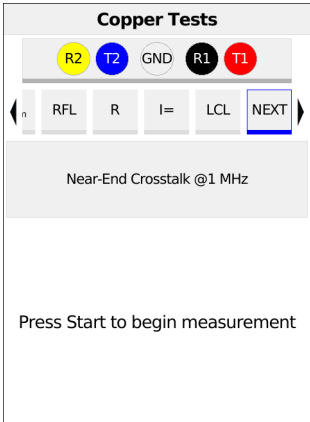 Copper Tests
R2 T2 GND R1 T1
RFL R I= LCL NEXT
Near-End Crosstalk @1 MHz
Press Start to begin measurement